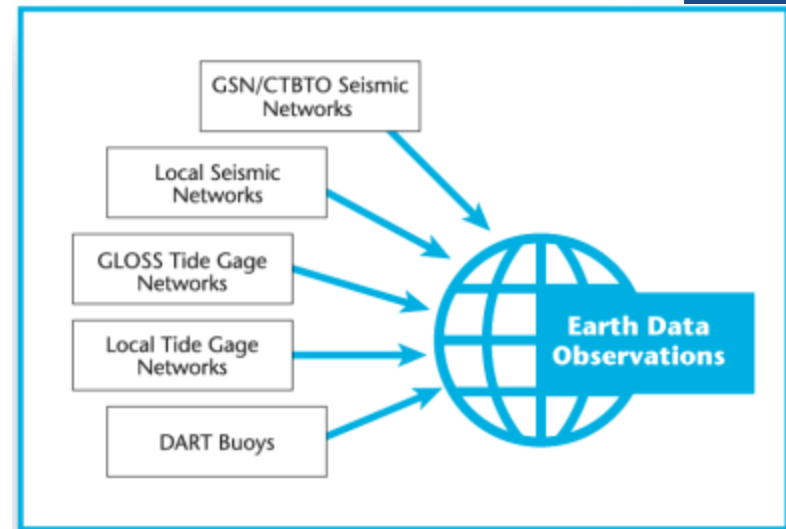 GSN/CTBTO Seismic
Networks
Local Seismic
Networks
GLOSS Tide Gage
Networks
Local Tide Gage
Networks
DART Buoys
Earth Data
Observations